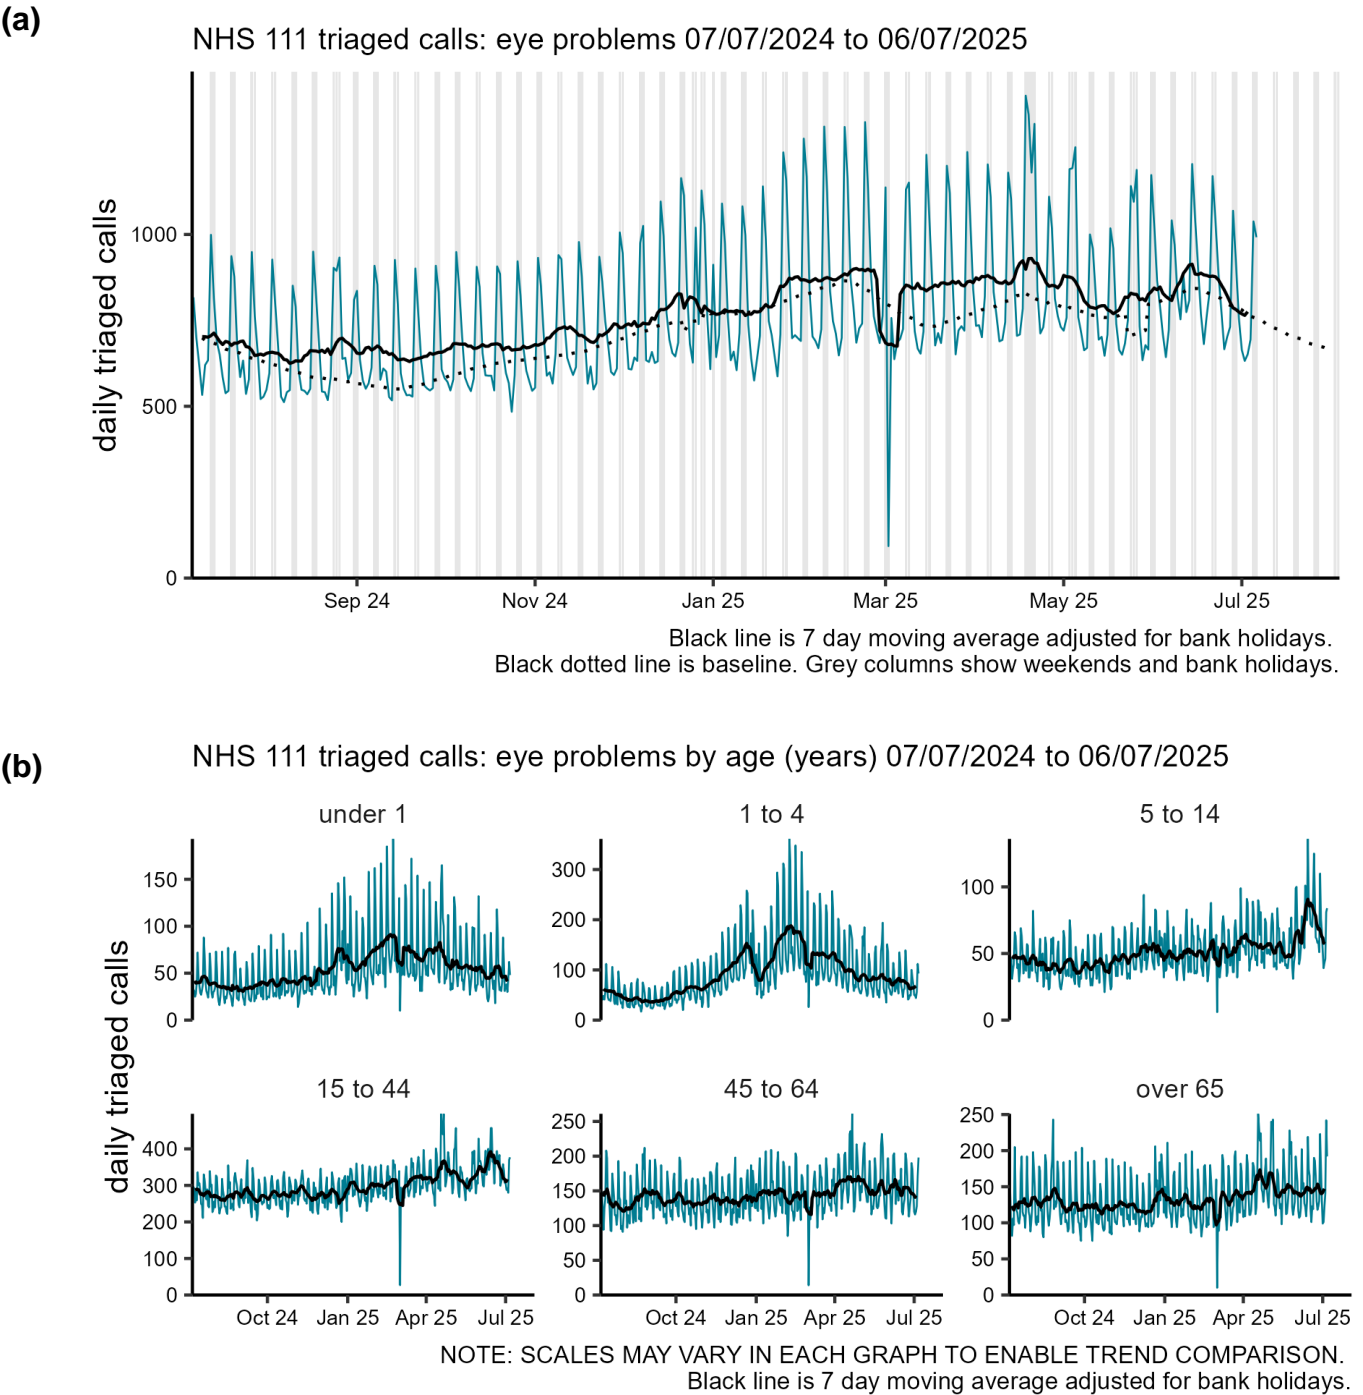 (a)
NHS 111 triaged calls: eye problems 07/07/2024 to 06/07/2025
daily triaged calls
1000
500
0
Sep 24 Nov 24 Jan 25 Mar 25 May 25 Jul 25
Black line is 7 day moving average adjusted for bank holidays.
Black dotted line is baseline. Grey columns show weekends and bank holidays.
(b)
NHS 111 triaged calls: eye problems by age (years) 07/07/2024 to 06/07/2025
daily triaged calls
under 1
150
100
50
0
1 to 4
300
200
100
0
5 to 14
100
50
0
15 to 44
400
300
200
100
0
Oct 24 Jan 25 Apr 25 Jul 25
45 to 64
250
200
150
100
50
0
Oct 24 Jan 25 Apr 25 Jul 25
over 65
250
200
150
100
50
0
Oct 24 Jan 25 Apr 25 Jul 25
NOTE: SCALES MAY VARY IN EACH GRAPH TO ENABLE TREND COMPARISON.
Black line is 7 day moving average adjusted for bank holidays.